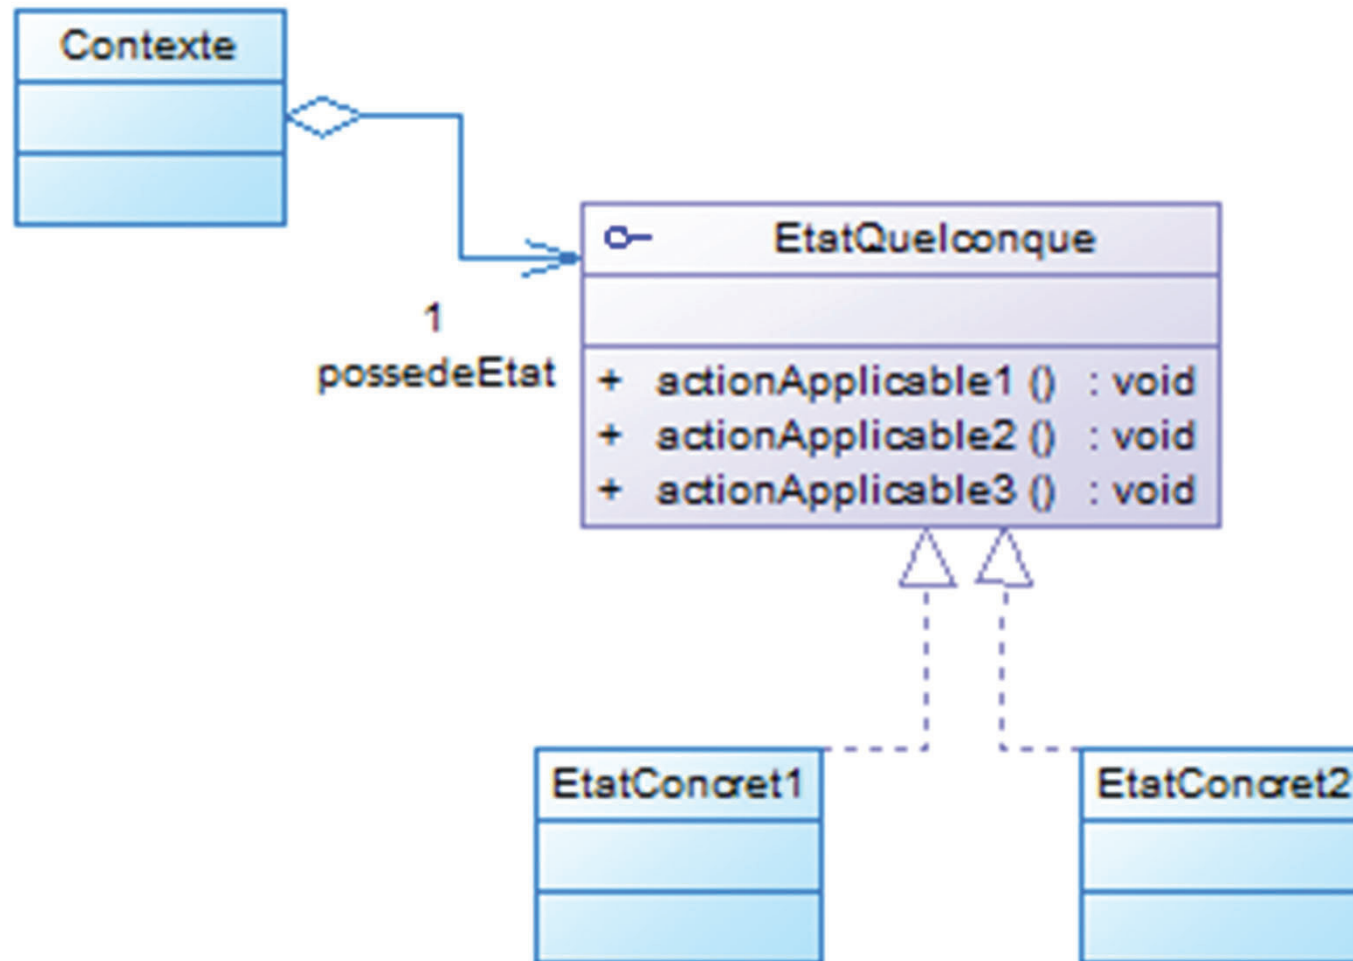 Contexte
EtatQuelconque
1
possedeEtat
+ actionApplicable1 () : void
+ actionApplicable2 () : void
+ actionApplicable3 () : void
EtatConcret1
EtatConcret2